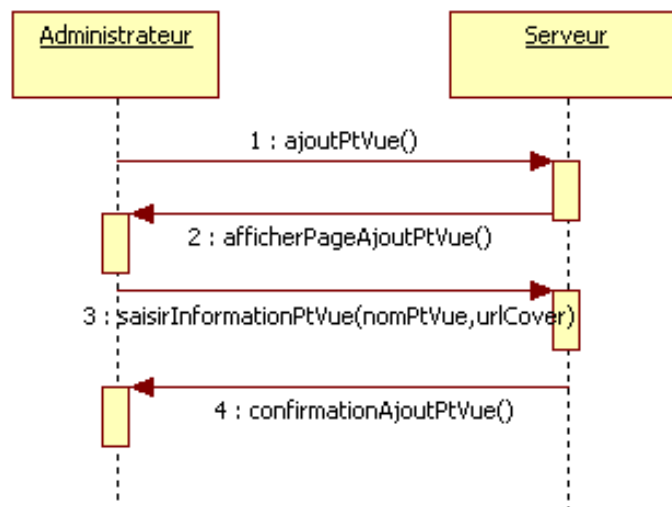 Administrateur
Serveur
1 : ajoutPtVue()
2 : afficherPageAjoutPtVue()
3 : saisirInformationPtVue(nomPtVue,urlCover)
4 : confirmationAjoutPtVue()